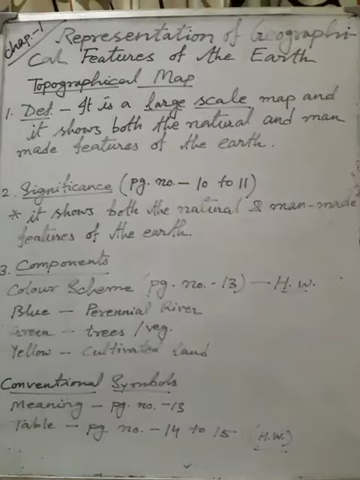 Chap-1
Representation of Geographi-
cal Features of the Earth
Topographical Map
1. Def - It is a large scale map and
it shows both the natural and man
made features of the earth.
2. Significance (Pg. no. - 10 to 11)
* it shows both the natural & man-made
features of the earth.
3. Components
Colour Scheme (pg. no. - 13) - H.W.
Blue - Perennial River
Green - trees / veg.
Yellow - Cultivated Land
Conventional Symbols
Meaning - pg. no. - 13
Table - pg. no. - 14 to 15 (H.W.)